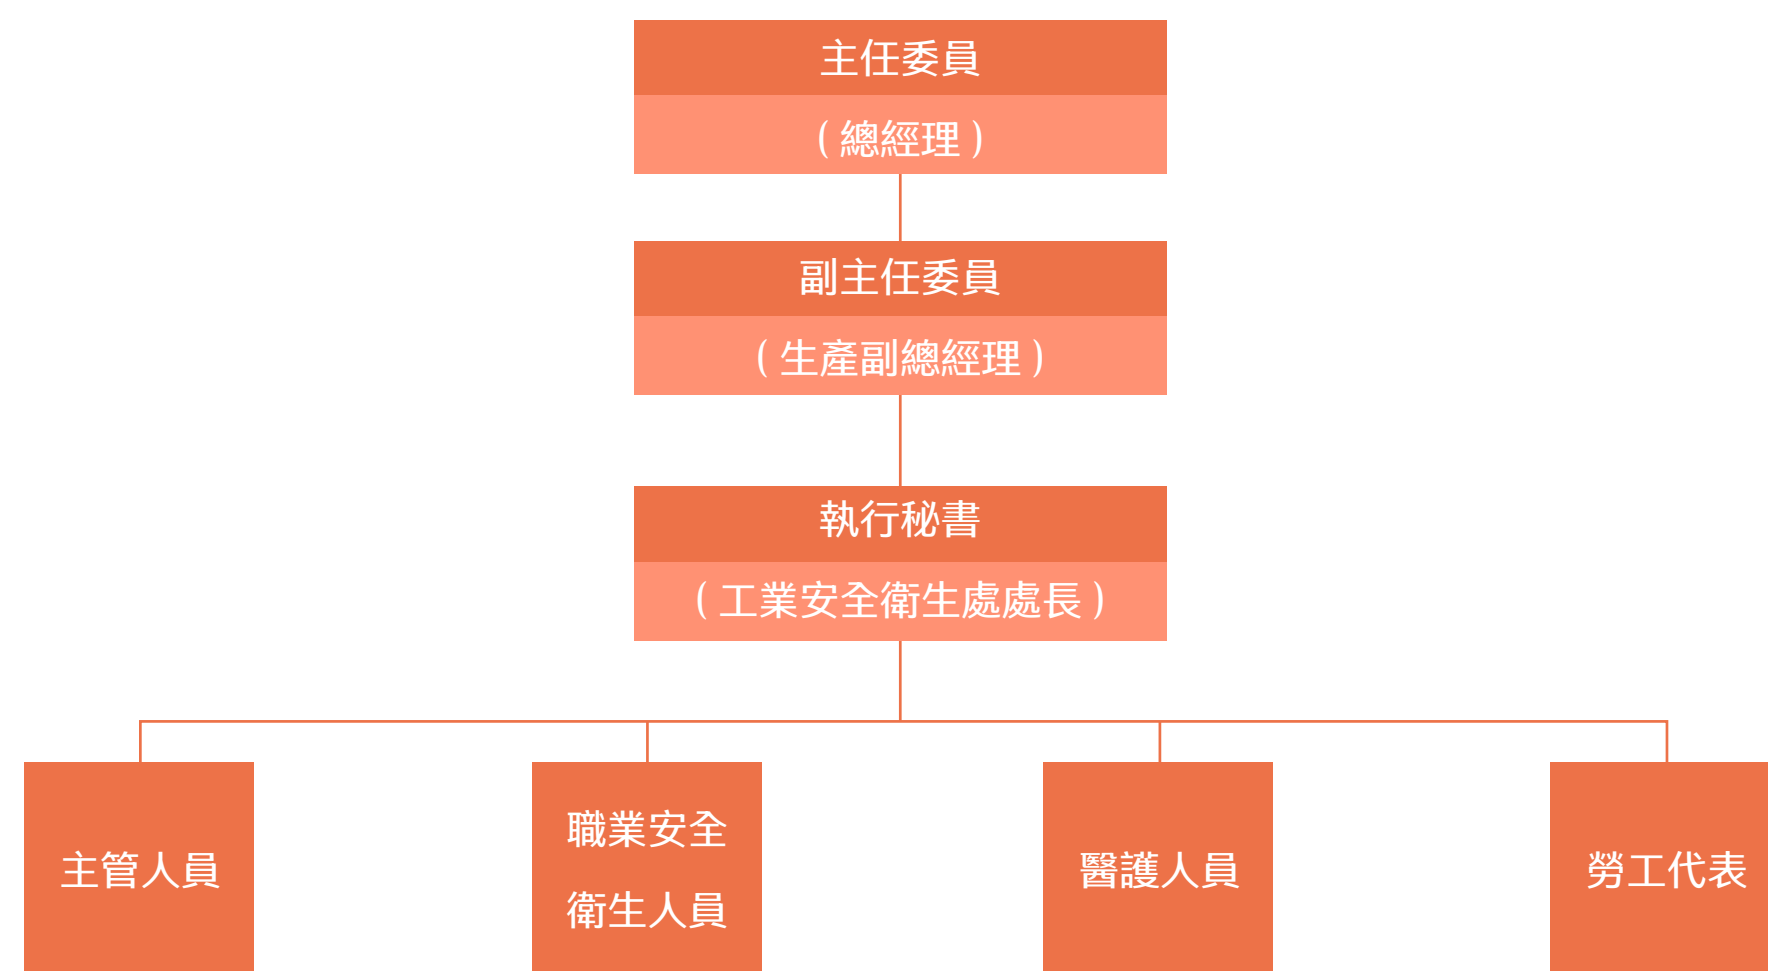 主任委員
（總經理）
副主任委員
（生產副總經理）
執行秘書
（工業安全衛生處處長）
主管人員
職業安全
衛生人員
醫護人員
勞工代表